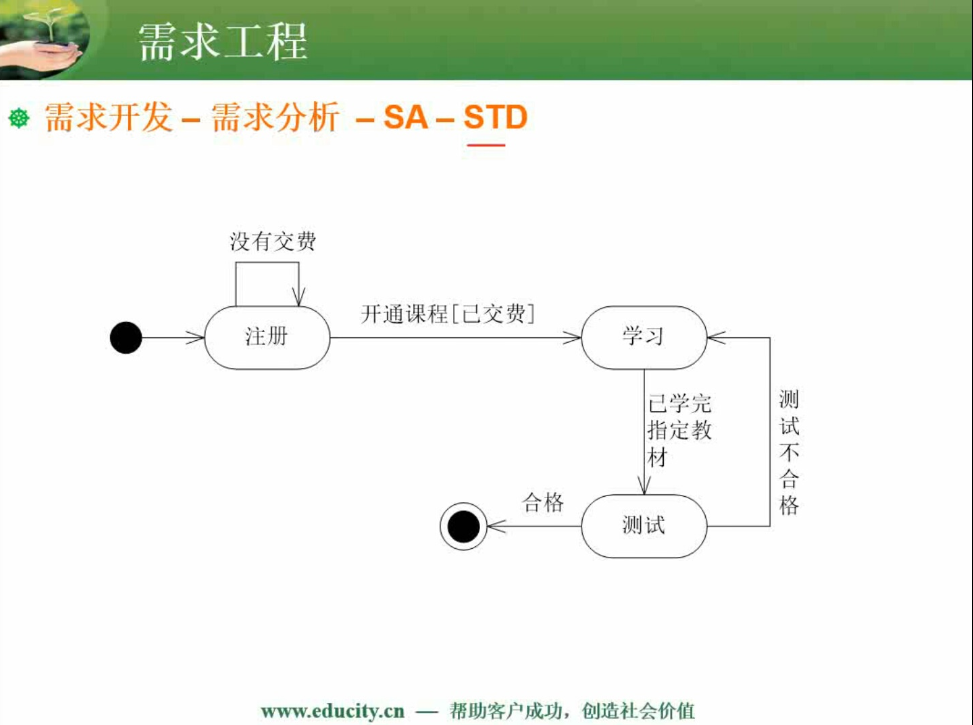 需求工程
需求开发 – 需求分析 – SA – STD
没有交费
注册
开通课程[已交费]
学习
已学完
指定教
材
测
试
不
合
格
合格
测试
www.educity.cn — 帮助客户成功，创造社会价值